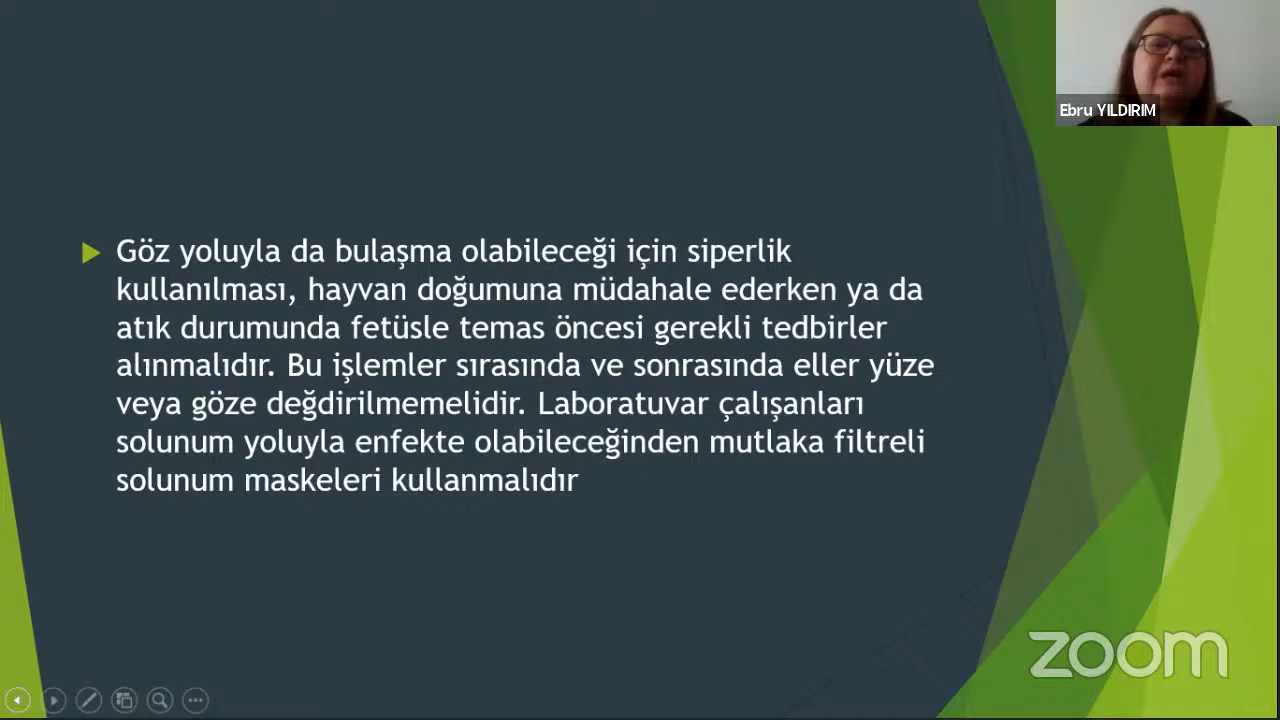 Ebru YILDIRIM
Göz yoluyla da bulaşma olabileceği için siperlik
kullanılması, hayvan doğumuna müdahale ederken ya da
atık durumunda fetüsle temas öncesi gerekli tedbirler
alınmalıdır. Bu işlemler sırasında ve sonrasında eller yüze
veya göze değdirilmemelidir. Laboratuvar çalışanları
solunum yoluyla enfekte olabileceğinden mutlaka filtreli
solunum maskeleri kullanmalıdır
zoom